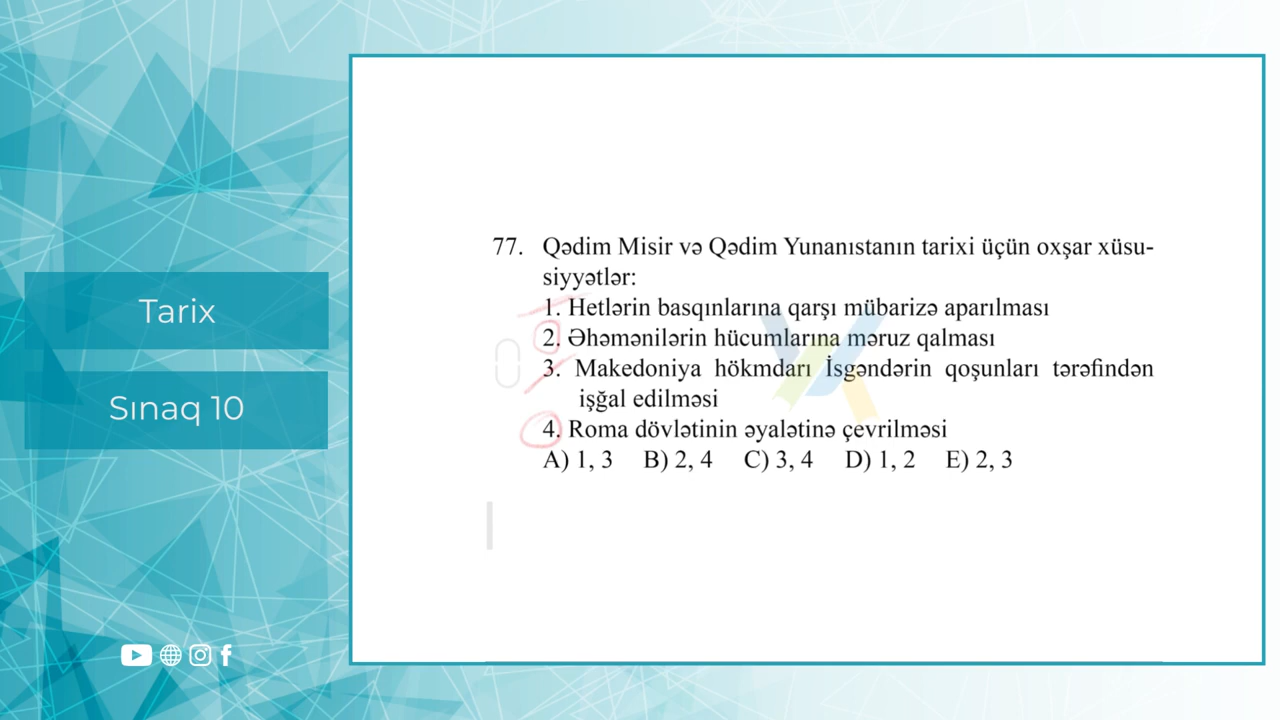 Tarix
Sınaq 10
77. Qədim Misir və Qədim Yunanıstanın tarixi üçün oxşar xüsu-
siyyətlər:
1. Hetlərin basqınlarına qarşı mübarizə aparılması
2. Əhəmənilərin hücumlarına məruz qalması
3. Makedoniya hökmdarı İsgəndərin qoşunları tərəfindən
işğal edilməsi
4. Roma dövlətinin əyalətinə çevrilməsi
A) 1, 3 B) 2, 4 C) 3, 4 D) 1, 2 E) 2, 3